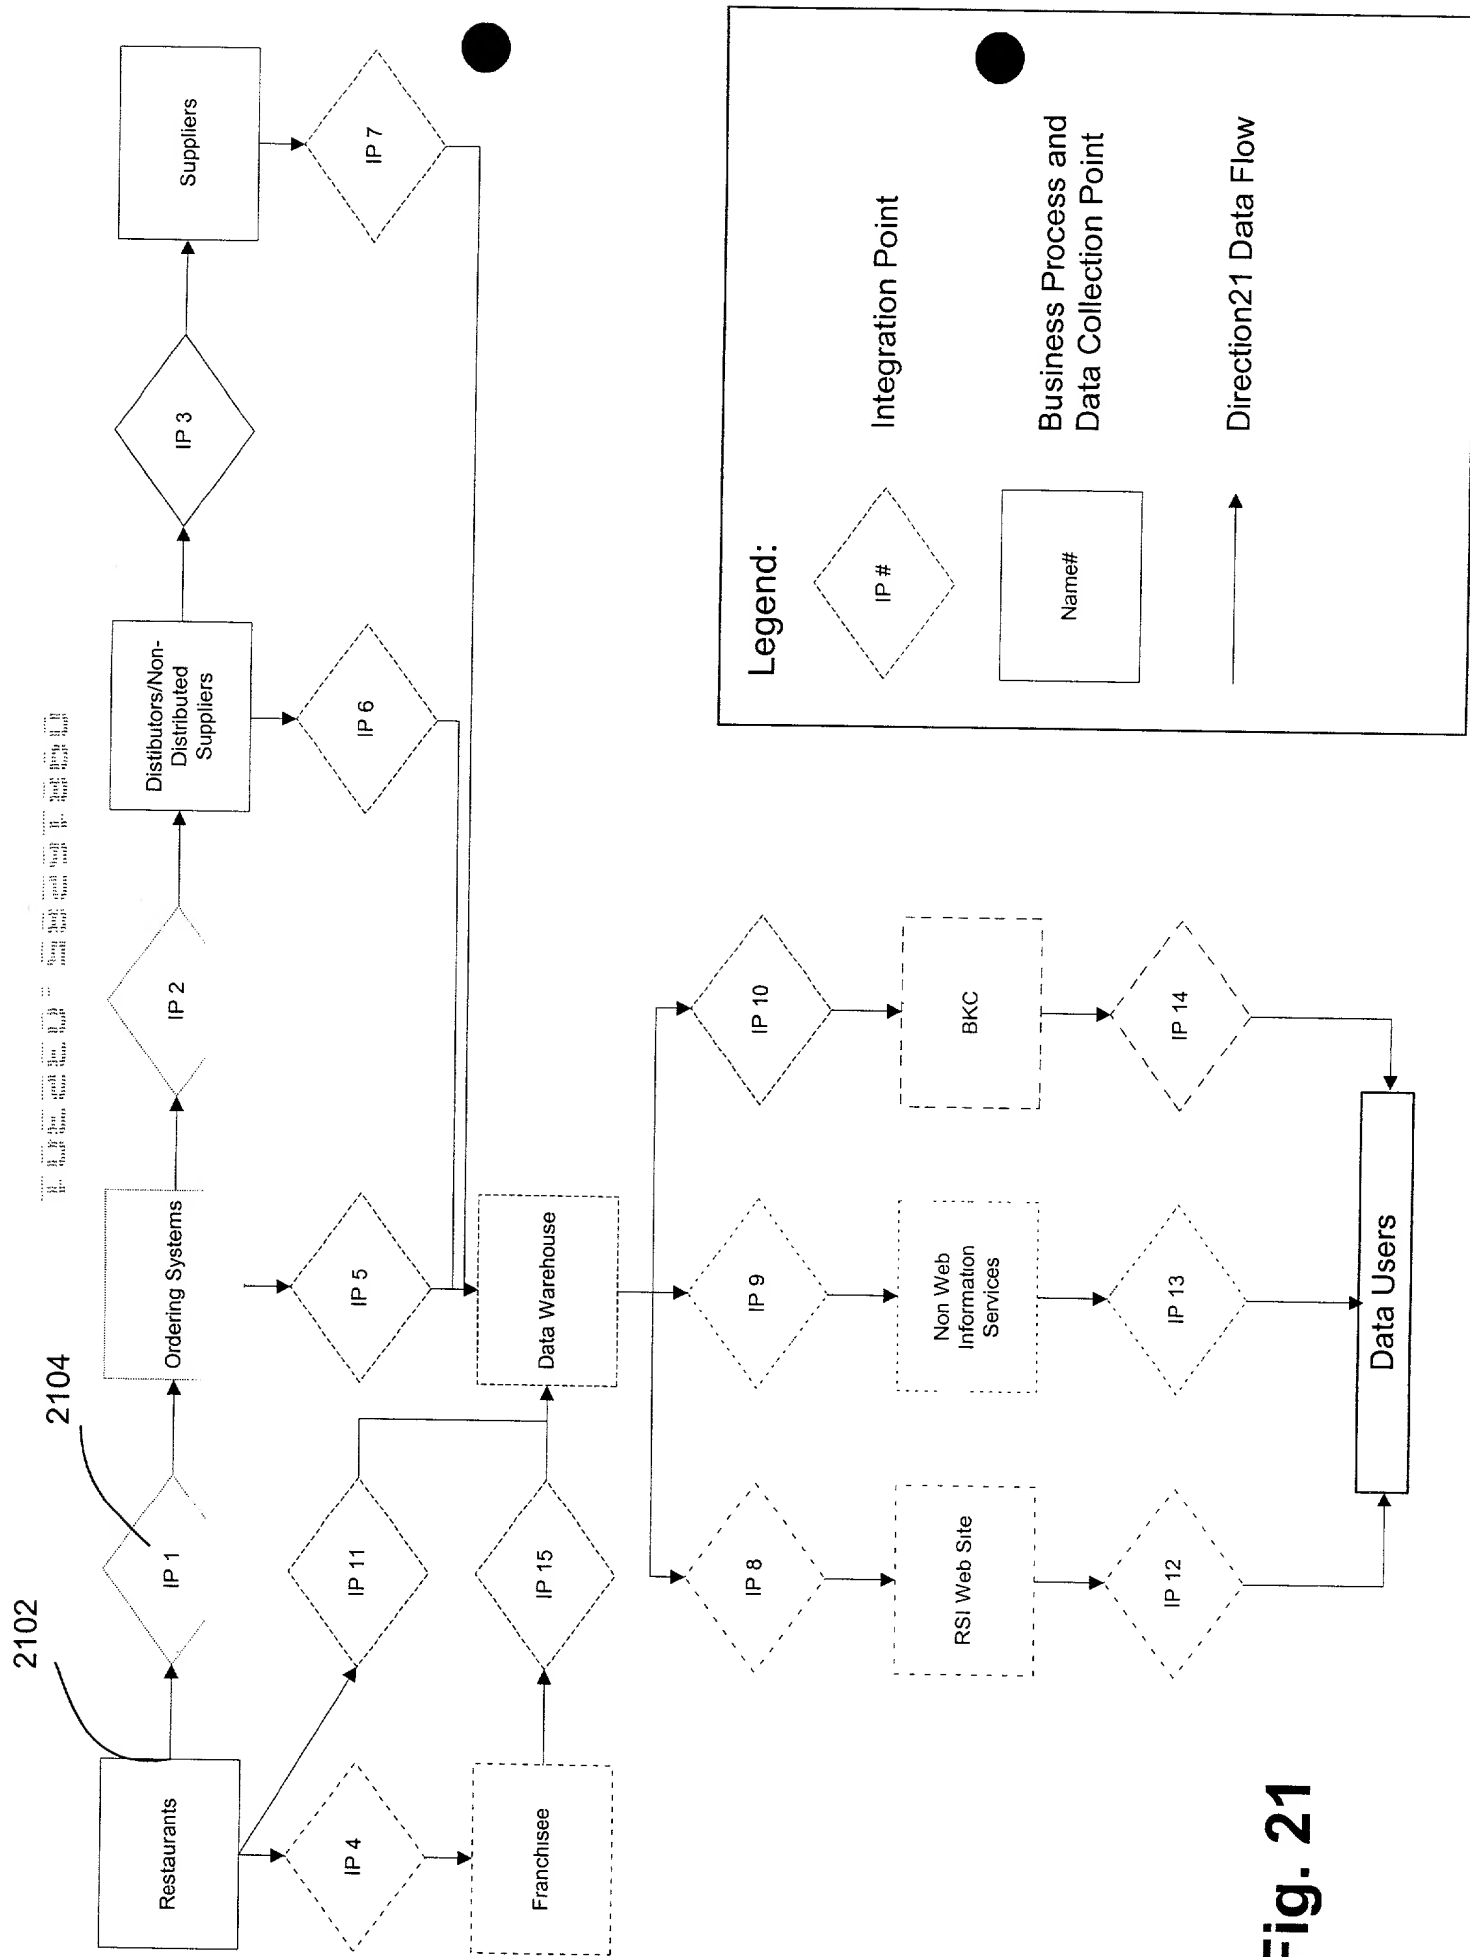 2102
2104
Restaurants
IP 1
Ordering Systems
IP 2
Distibutors/Non-
Distributed
Suppliers
IP 3
Suppliers
IP 4
IP 11
IP 5
IP 6
IP 7
Franchisee
IP 15
Data Warehouse
IP 8
IP 9
IP 10
RSI Web Site
Non Web
Information
Services
BKC
IP 12
IP 13
IP 14
Data Users
Legend:
IP #
Integration Point
Name#
Business Process and
Data Collection Point
Direction21 Data Flow
Fig. 21